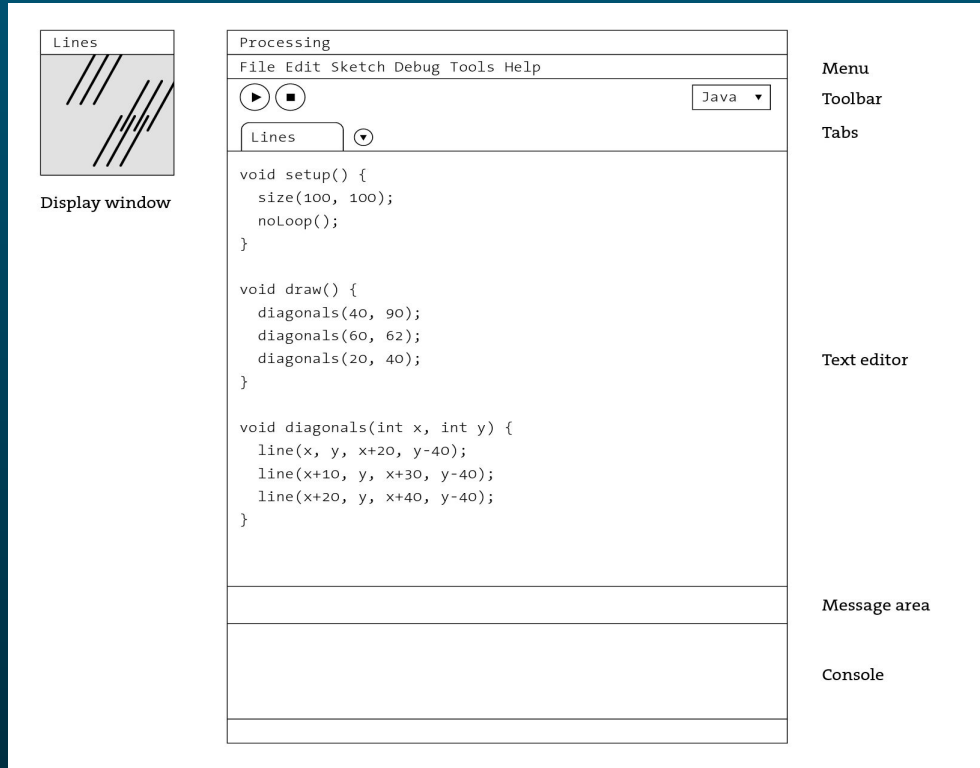 Lines
Display window
Processing
File Edit Sketch Debug Tools Help
Java
Lines
void setup() {
  size(100, 100);
  noLoop();
}
void draw() {
  diagonals(40, 90);
  diagonals(60, 62);
  diagonals(20, 40);
}
void diagonals(int x, int y) {
  line(x, y, x+20, y-40);
  line(x+10, y, x+30, y-40);
  line(x+20, y, x+40, y-40);
}
Menu
Toolbar
Tabs
Text editor
Message area
Console